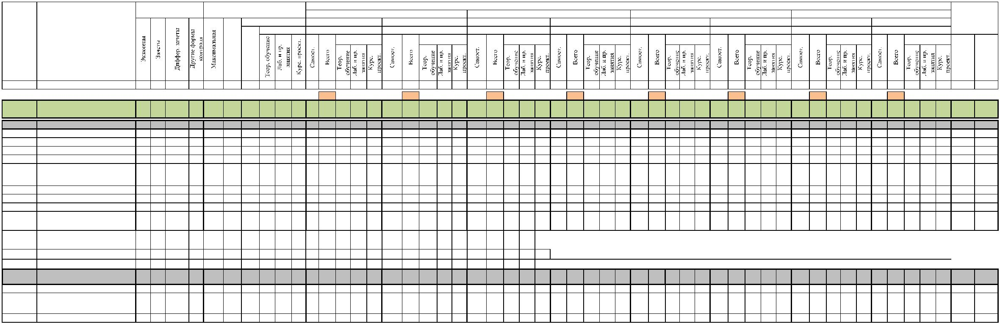 Экзамены
Зачеты
Диффер. зачеты
Другие формы
контроля
Максимальная
Теор. обучение
Лаб. и пр.
занятия
Курс. проект.
Самост.
Всего
Теор.
обучение
Лаб. и пр.
занятия
Курс.
проект.
Самост.
Всего
Теор.
обучение
Лаб. и пр.
занятия
Курс.
проект.
Самост.
Всего
Теор.
обучение
Лаб. и пр.
занятия
Курс.
проект.
Самост.
Всего
Теор.
обучение
Лаб. и пр.
занятия
Курс.
проект.
Самост.
Всего
Теор.
обучение
Лаб. и пр.
занятия
Курс.
проект.
Самост.
Всего
Теор.
обучение
Лаб. и пр.
занятия
Курс.
проект.
Самост.
Всего
Теор.
обучение
Лаб. и пр.
занятия
Курс.
проект.
Самост.
Всего
Теор.
обучение
Лаб. и пр.
занятия
Курс.
проект.